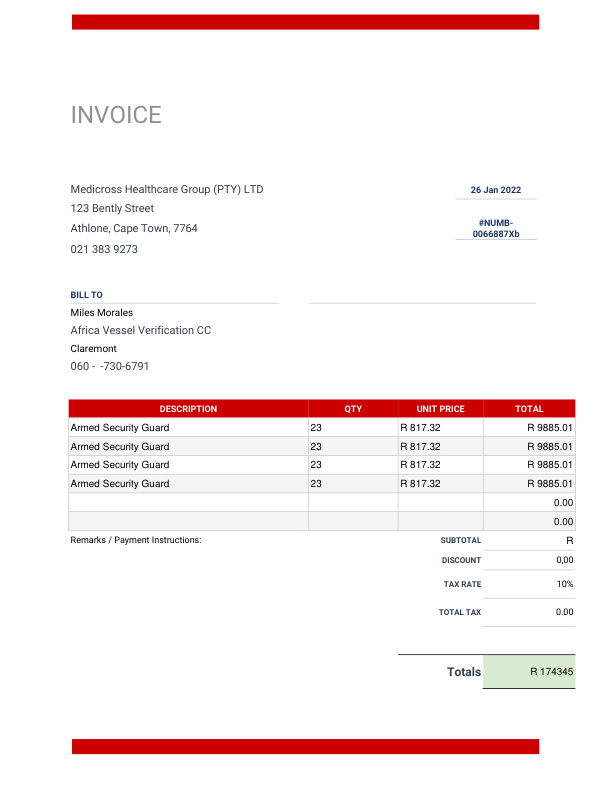 INVOICE
Medicross Healthcare Group (PTY) LTD
26 Jan 2022
123 Bently Street
#NUMB-
0066887Xb
Athlone, Cape Town, 7764
021 383 9273
BILL TO
Miles Morales
Africa Vessel Verification CC
Claremont
060 -  -730-6791
DESCRIPTION QTY UNIT PRICE TOTAL
Armed Security Guard 23 R 817.32 R 9885.01
Armed Security Guard 23 R 817.32 R 9885.01
Armed Security Guard 23 R 817.32 R 9885.01
Armed Security Guard 23 R 817.32 R 9885.01
0.00
0.00
Remarks / Payment Instructions: SUBTOTAL R
DISCOUNT 0,00
TAX RATE 10%
TOTAL TAX 0.00
Totals R 174345